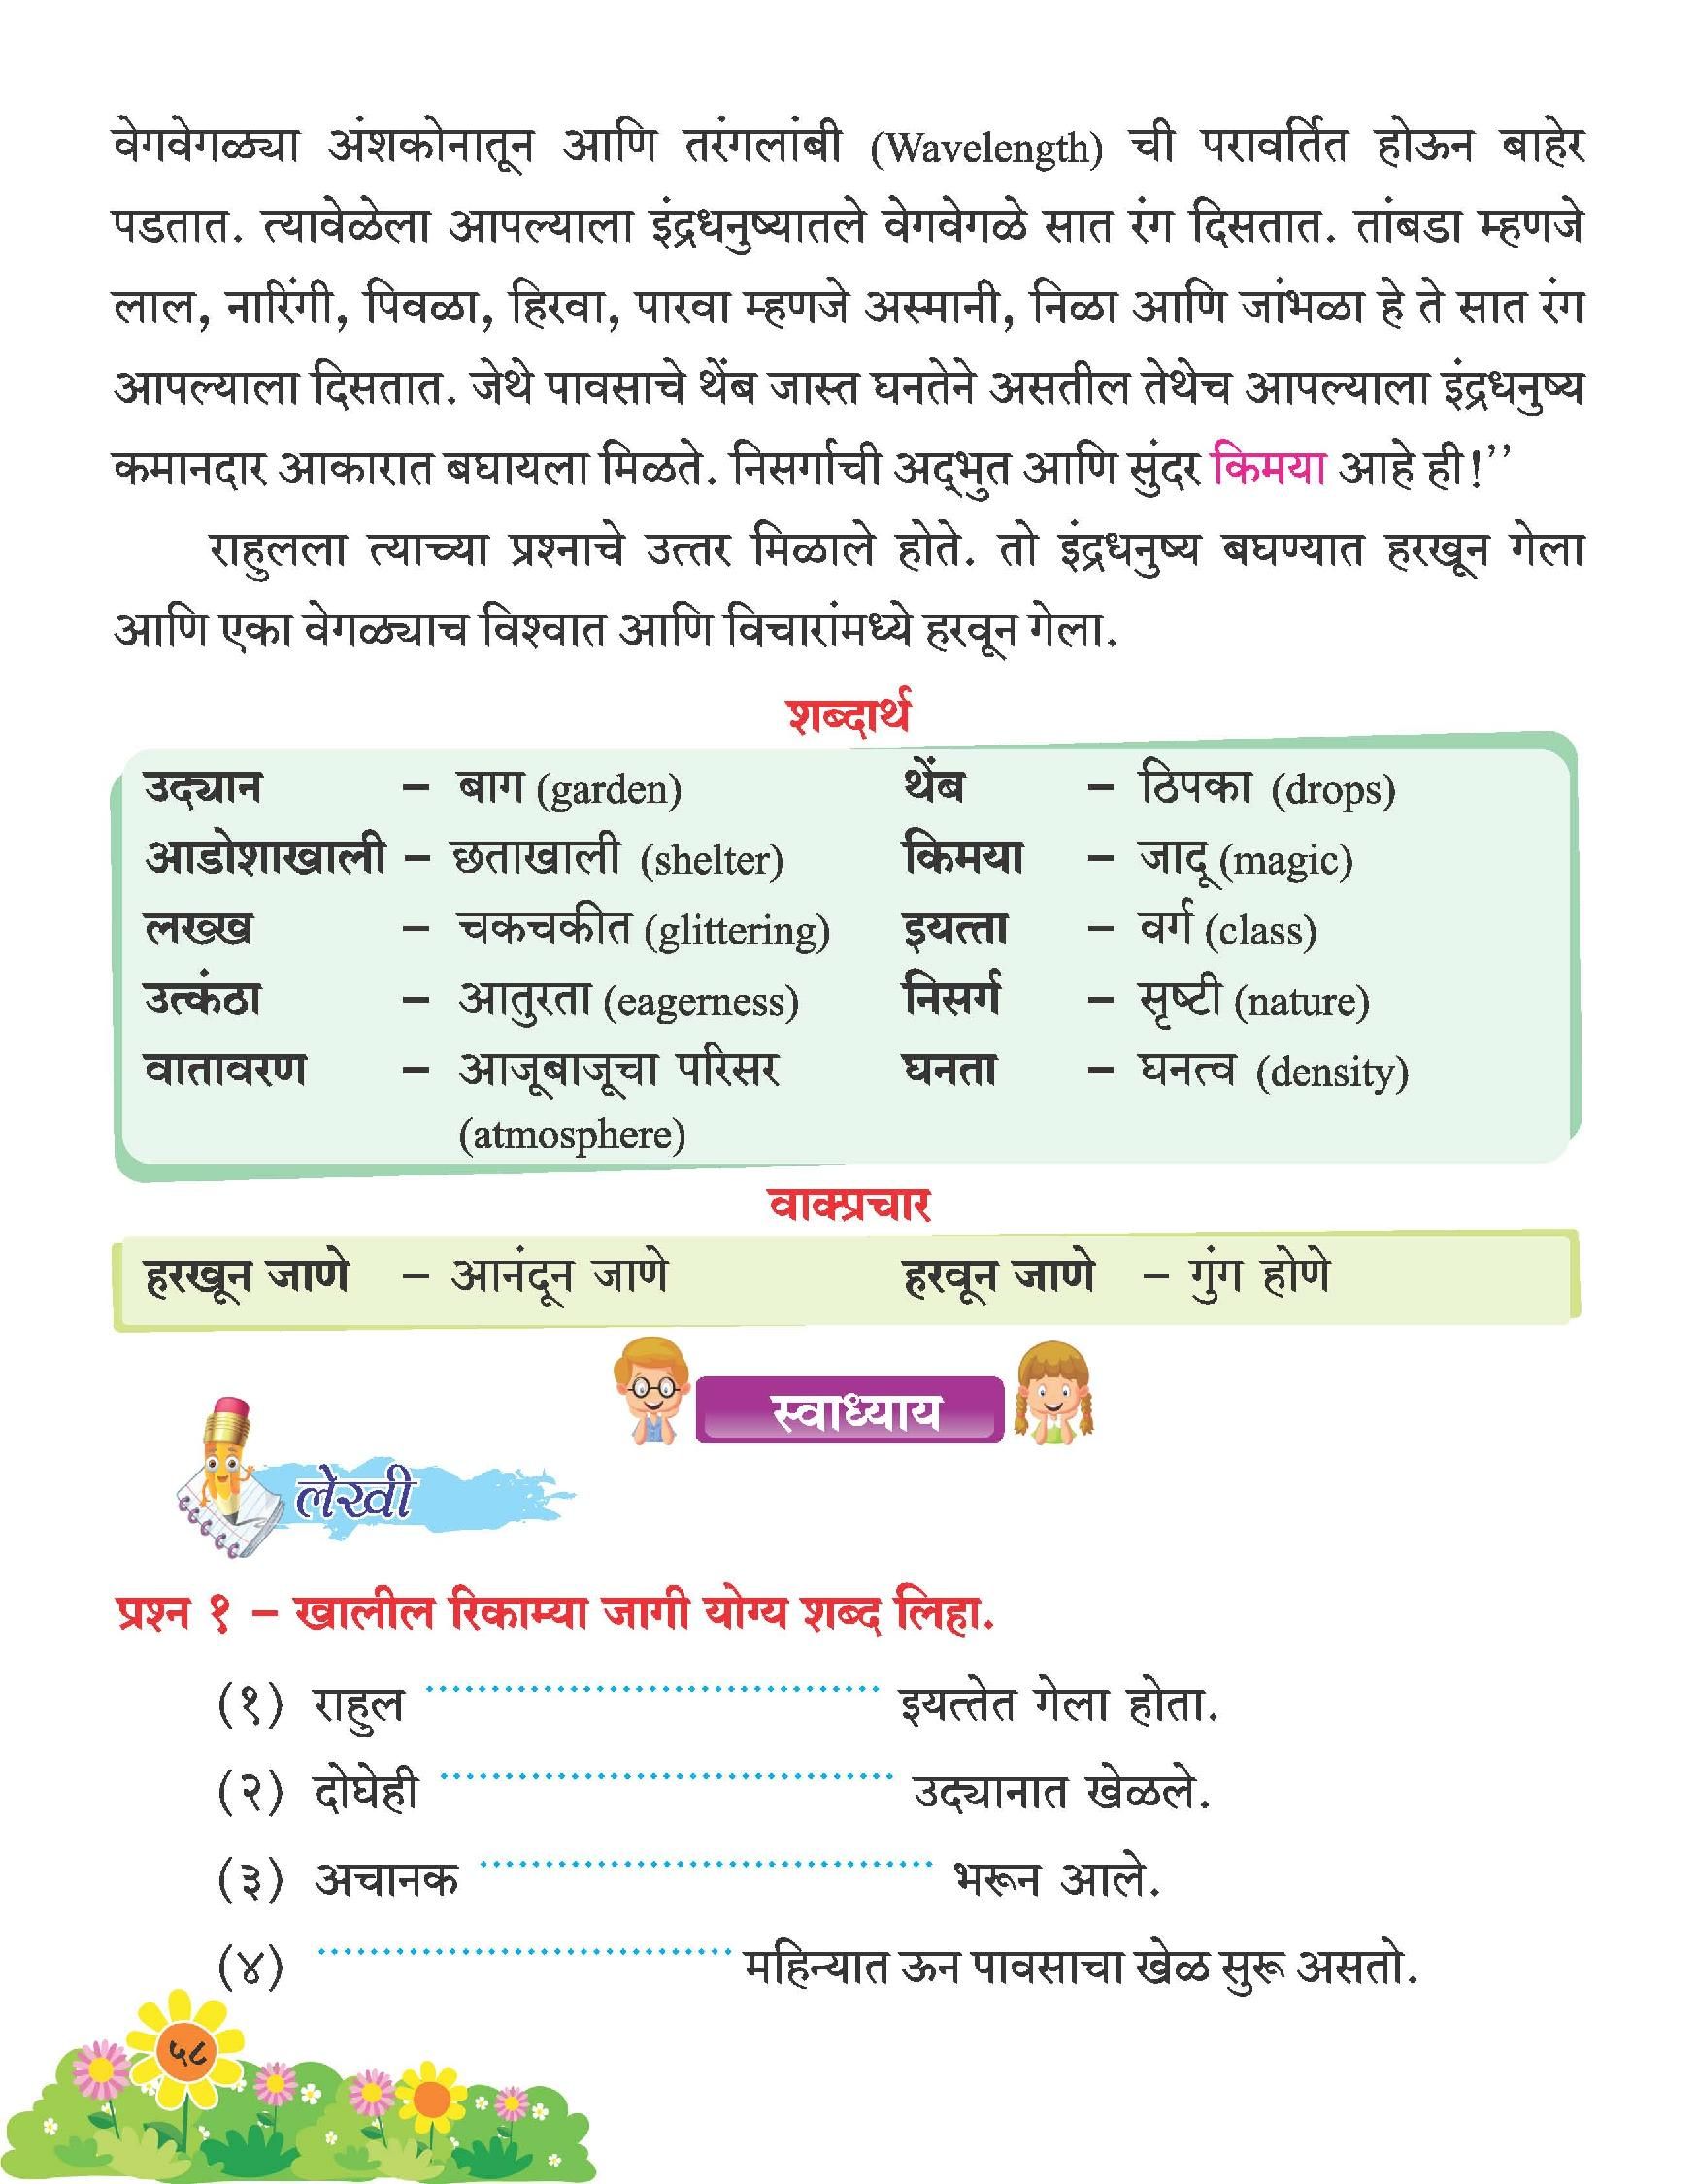 वेगवेगळ्या अंशकोनातून आणि तरंगलांबी (Wavelength) ची परावर्तित होऊन बाहेर
पडतात. त्यावेळेला आपल्याला इंद्रधनुष्यातले वेगवेगळे सात रंग दिसतात. तांबडा म्हणजे
लाल, नारिंगी, पिवळा, हिरवा, पारवा म्हणजे अस्मानी, निळा आणि जांभळा हे ते सात रंग
आपल्याला दिसतात. जेथे पावसाचे थेंब जास्त घनतेने असतील तेथेच आपल्याला इंद्रधनुष्य
कमानदार आकारात बघायला मिळते. निसर्गाची अद्‌भुत आणि सुंदर किमया आहे ही!’’
राहुलला त्याच्या प्रश्नाचे उत्तर मिळाले होते. तो इंद्रधनुष्य बघण्यात हरखून गेला
आणि एका वेगळ्याच विश्वात आणि विचारांमध्ये हरवून गेला.
शब्दार्थ
उद्यान – बाग (garden) थेंब – ठिपका (drops)
आडोशाखाली – छताखाली (shelter) किमया – जादू (magic)
लख्ख – चकचकीत (glittering) इयत्ता – वर्ग (class)
उत्कंठा – आतुरता (eagerness) निसर्ग – सृष्टी (nature)
वातावरण – आजूबाजूचा परिसर घनता – घनत्व (density)
(atmosphere)
वाक्प्रचार
हरखून जाणे – आनंदून जाणे हरवून जाणे – गुंग होणे
स्वाध्याय
लेखी
प्रश्न १ – खालील रिकाम्या जागी योग्य शब्द लिहा.
(१) राहुल ........................................ इयत्तेत गेला होता.
(२) दोघेही ........................................ उद्यानात खेळले.
(३) अचानक ........................................ भरून आले.
(४) ........................................ महिन्यात ऊन पावसाचा खेळ सुरू असतो.
५८